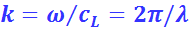 k = ω/c_L = 2π/λ